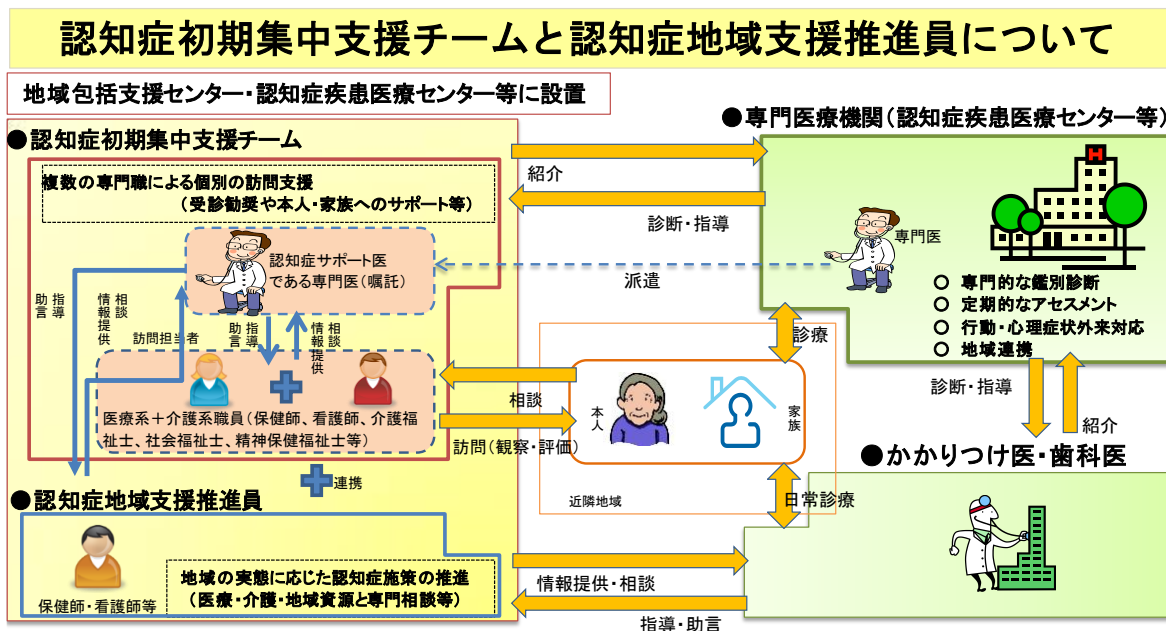 認知症初期集中支援チームと認知症地域支援推進員について
地域包括支援センター・認知症疾患医療センター等に設置
●認知症初期集中支援チーム
複数の専門職による個別の訪問支援
(受診勧奨や本人・家族へのサポート等)
認知症サポート医
である専門医(嘱託)
指導
助言
相談
情報提供
訪問担当者
指導
助言
相談
情報提供
医療系+介護系職員(保健師、看護師、介護福
祉士、社会福祉士、精神保健福祉士等)
連携
●認知症地域支援推進員
保健師・看護師等
地域の実態に応じた認知症施策の推進
(医療・介護・地域資源と専門相談等)
紹介
診断・指導
派遣
相談
訪問(観察・評価)
診療
本人
家族
近隣地域
日常診療
情報提供・相談
指導・助言
●専門医療機関(認知症疾患医療センター等)
H
専門医
○ 専門的な鑑別診断
○ 定期的なアセスメント
○ 行動・心理症状外来対応
○ 地域連携
診断・指導
紹介
●かかりつけ医・歯科医